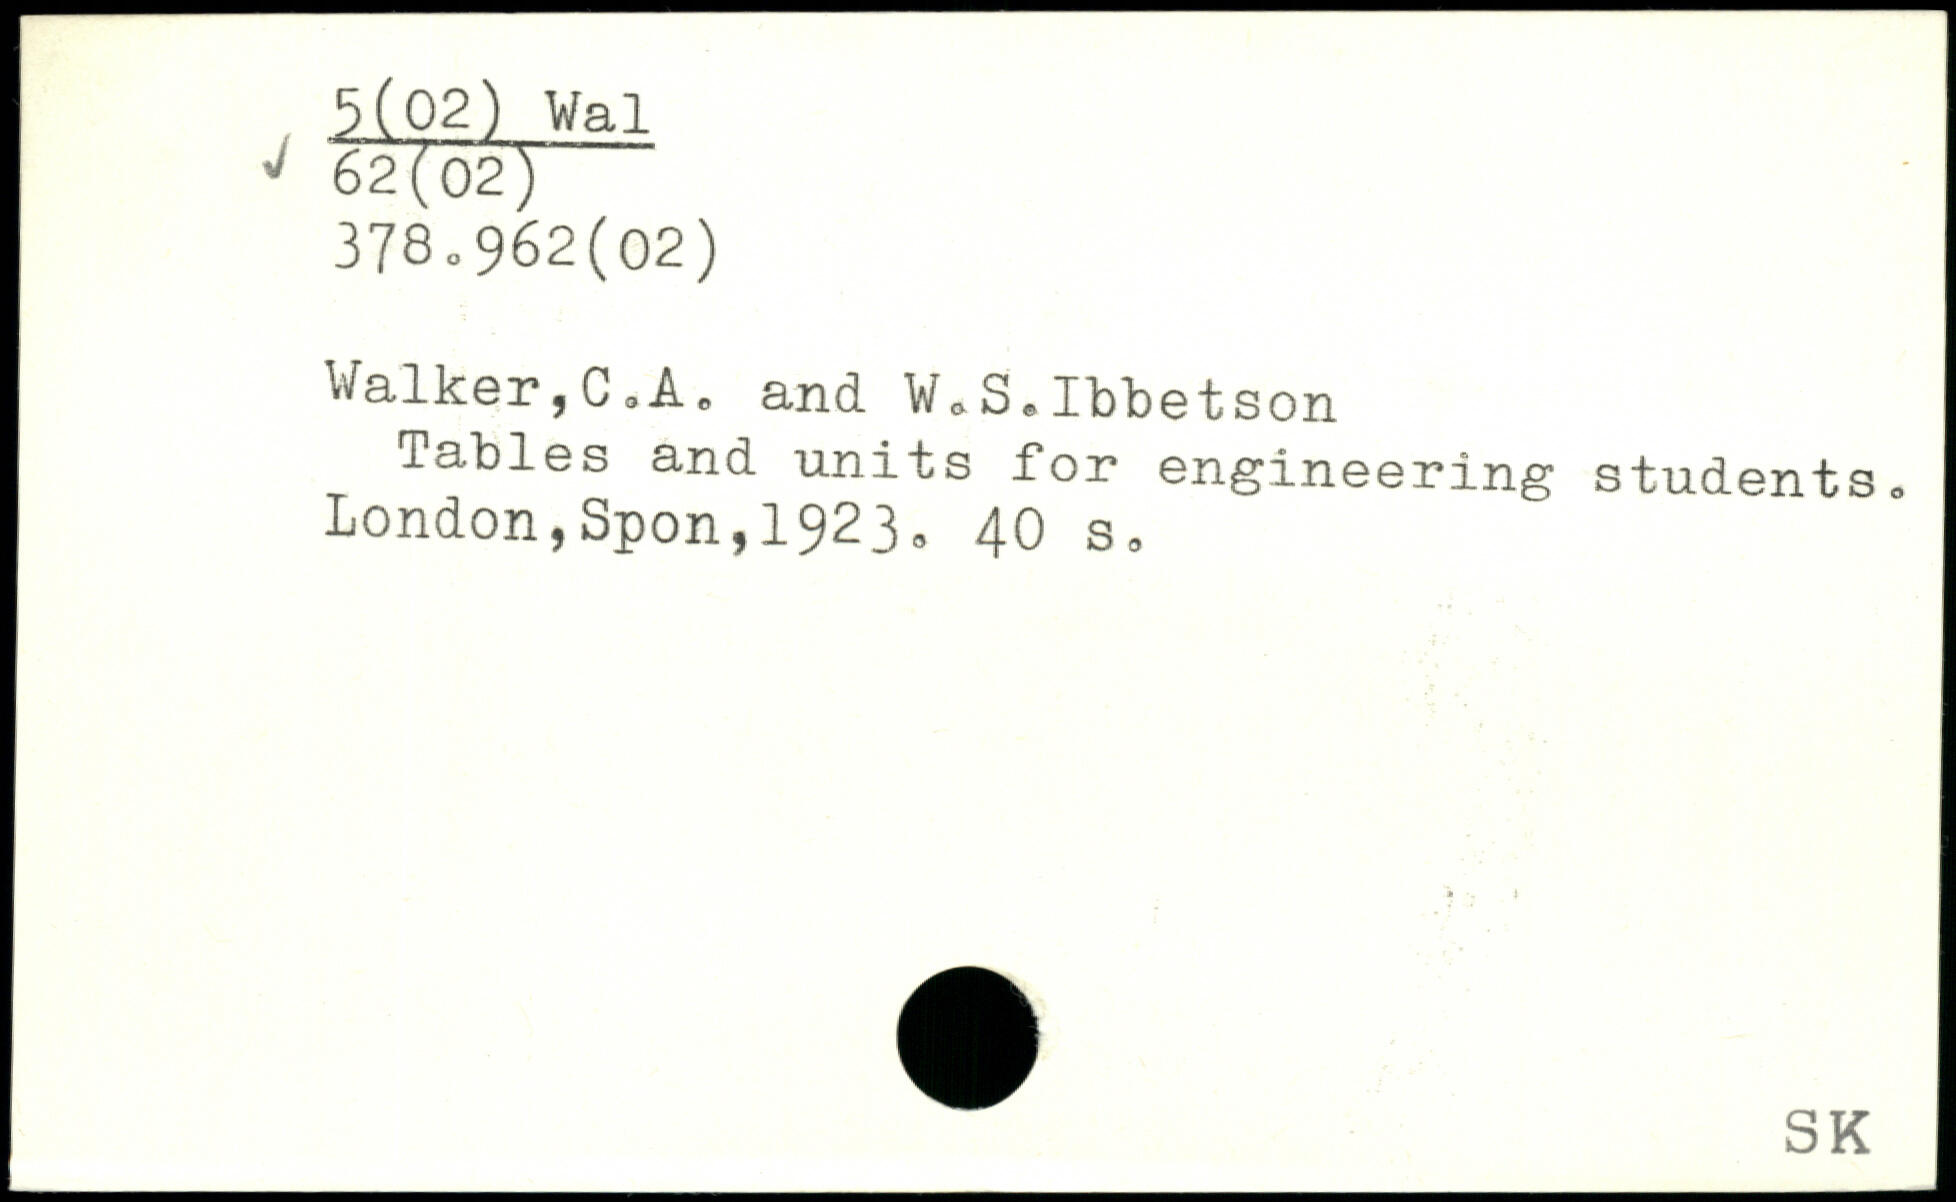 5(02) Wal
✓ 62(02)
378.962(02)
Walker,C.A. and W.S.Ibbetson
Tables and units for engineering students.
London,Spon,1923. 40 s.
SK